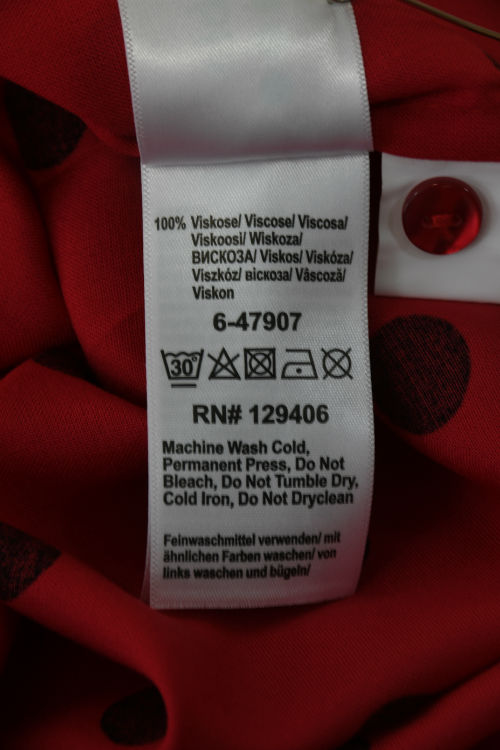 100% Viskose/ Viscose/ Viscosa/
Viskoosi/ Wiskoza/
ВИСКОЗА/ Viskos/ Viskóza/
Viszkóz/ віскоза/ Vâscoză/
Viskon
6-47907
30°
RN# 129406
Machine Wash Cold,
Permanent Press, Do Not
Bleach, Do Not Tumble Dry,
Cold Iron, Do Not Dryclean
Feinwaschmittel verwenden/ mit
ähnlichen Farben waschen/ von
links waschen und bügeln/